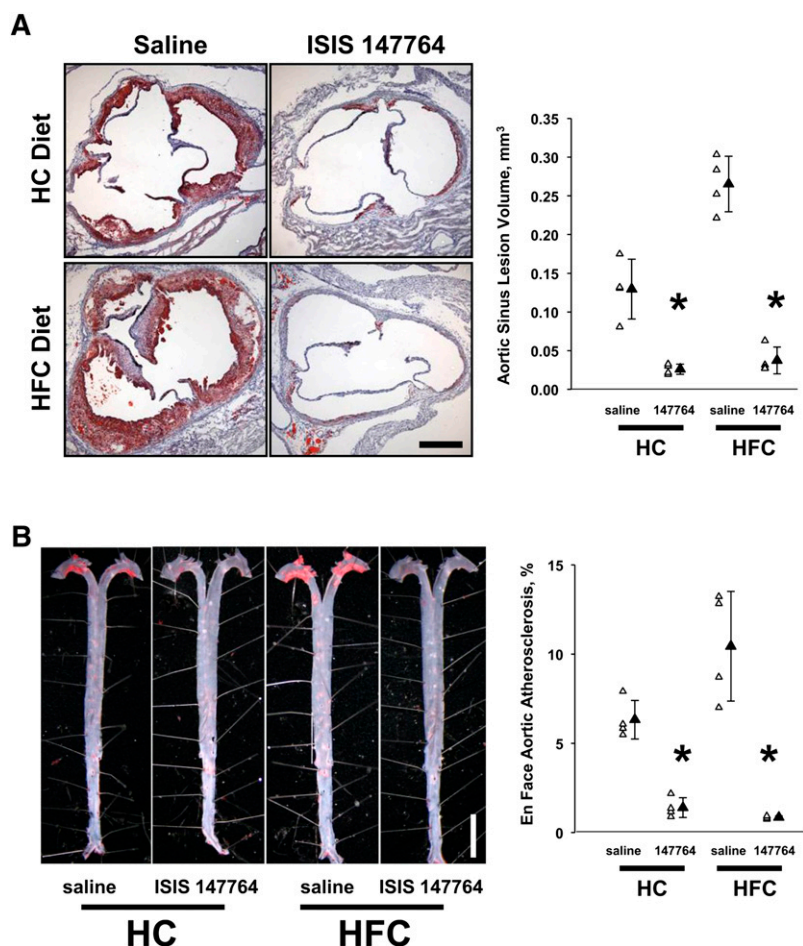 A
Saline
ISIS 147764
HC Diet
HFC Diet
Aortic Sinus Lesion Volume, mm³
0.35
0.30
0.25
0.20
0.15
0.10
0.05
0.00
*
*
saline
147764
saline
147764
HC
HFC
B
saline
ISIS 147764
saline
ISIS 147764
HC
HFC
En Face Aortic Atherosclerosis, %
15
10
5
0
*
*
saline
147764
saline
147764
HC
HFC